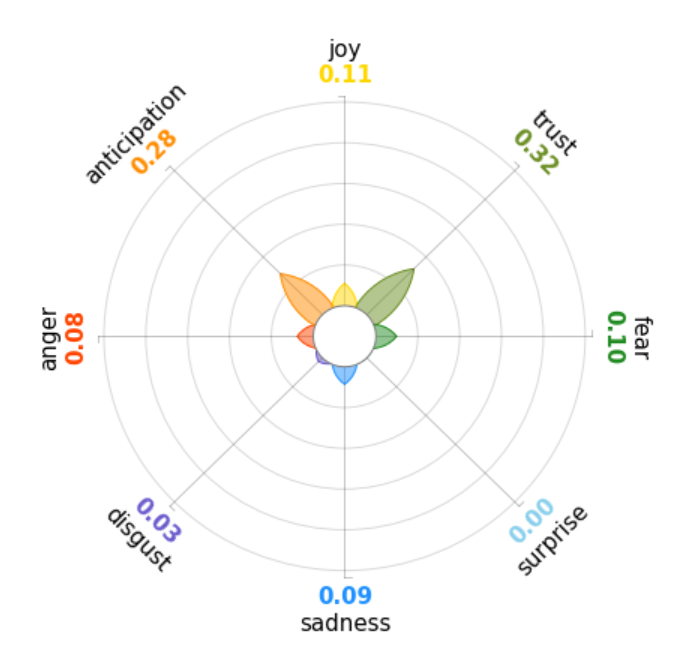 joy
0.11
trust
0.32
fear
0.10
surprise
0.00
sadness
0.09
disgust
0.03
anger
0.08
anticipation
0.28